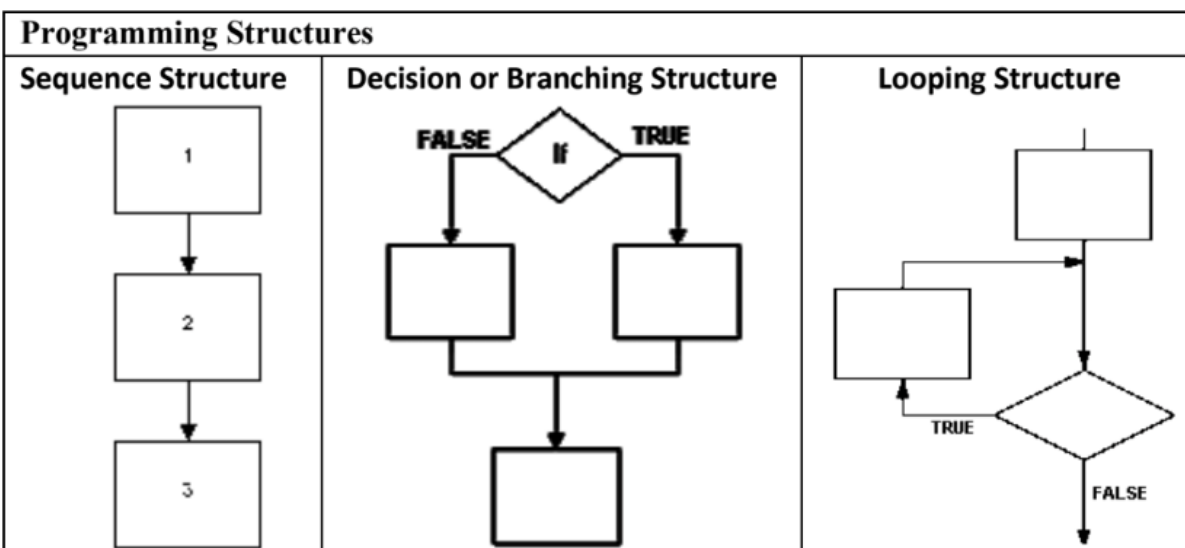 Programming Structures
Sequence Structure
1
2
3
Decision or Branching Structure
FALSE
If
TRUE
Looping Structure
TRUE
FALSE